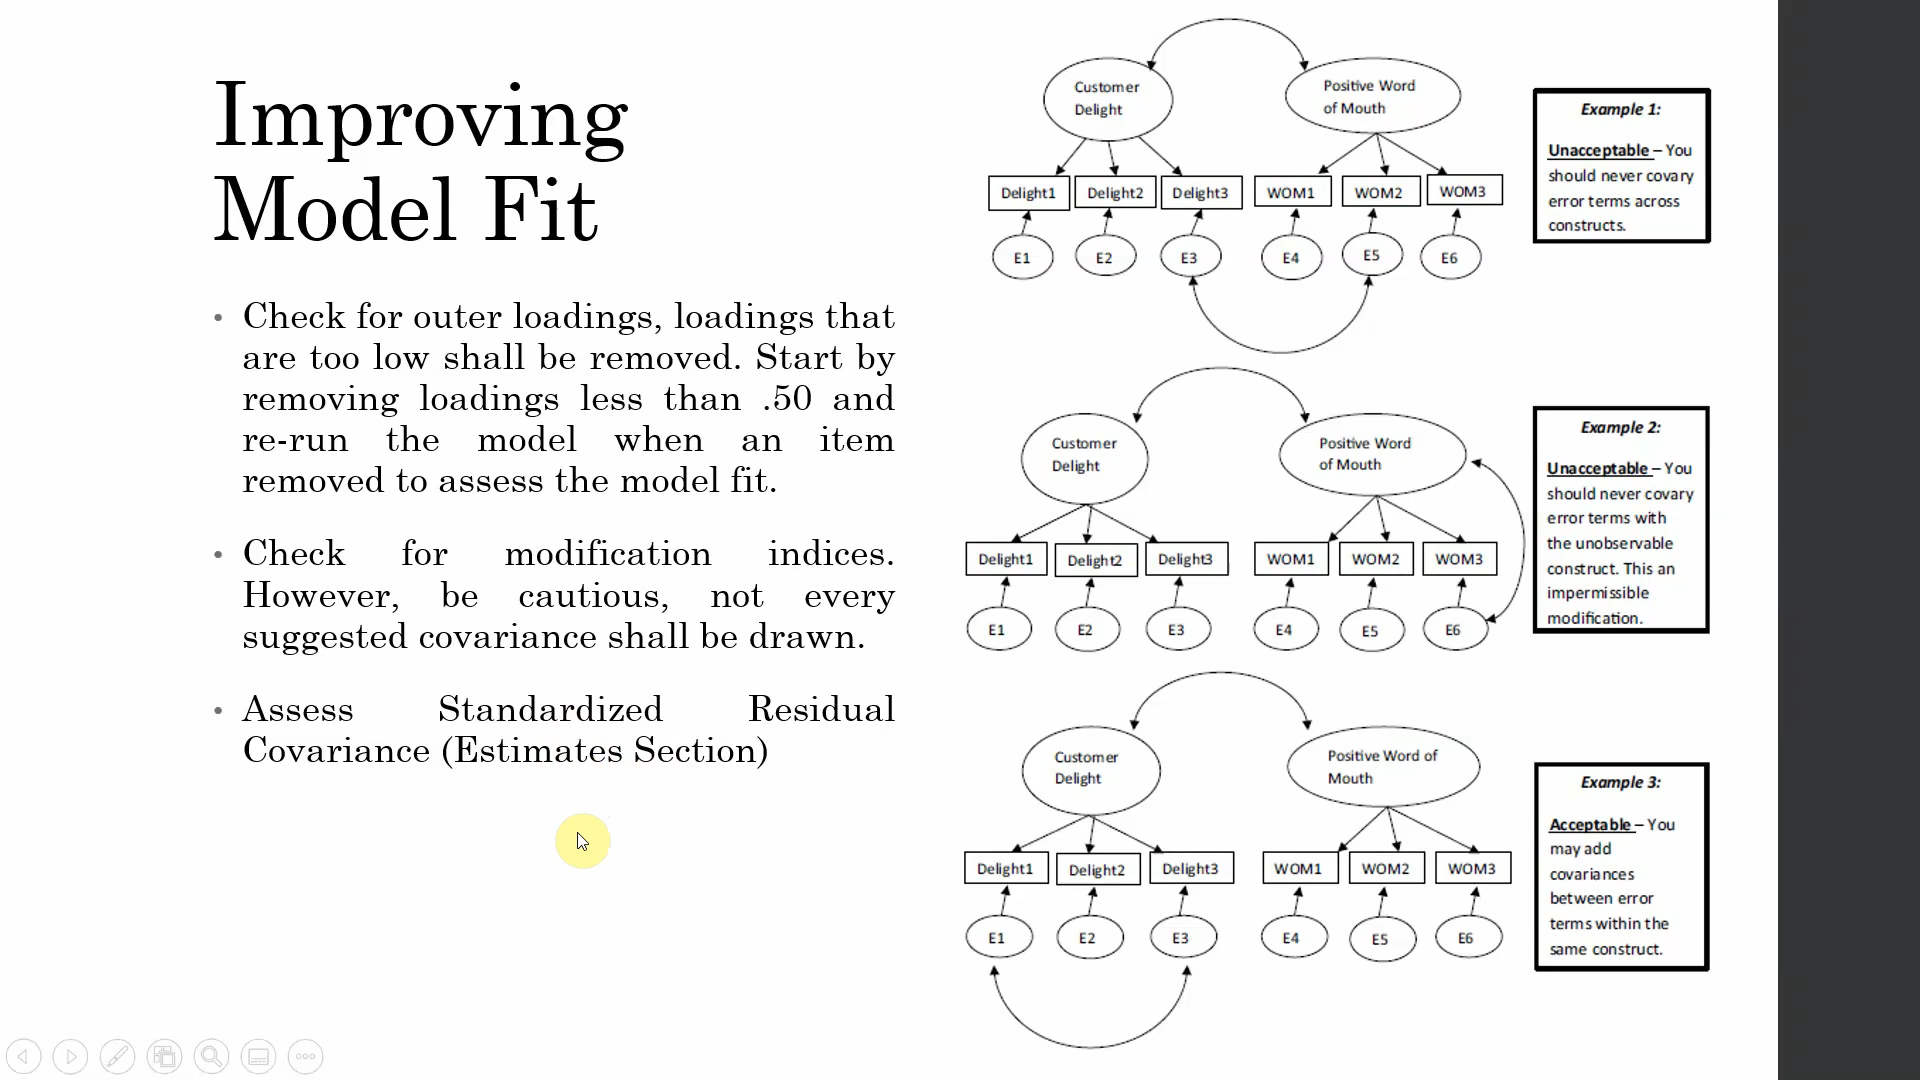 Improving
Model Fit
• Check for outer loadings, loadings that
are too low shall be removed. Start by
removing loadings less than .50 and
re-run the model when an item
removed to assess the model fit.
• Check for modification indices.
However, be cautious, not every
suggested covariance shall be drawn.
• Assess Standardized Residual
Covariance (Estimates Section)
Customer
Delight
Positive Word
of Mouth
Delight1
Delight2
Delight3
WOM1
WOM2
WOM3
E1
E2
E3
E4
E5
E6
Example 1:
Unacceptable – You
should never covary
error terms across
constructs.
Customer
Delight
Positive Word
of Mouth
Delight1
Delight2
Delight3
WOM1
WOM2
WOM3
E1
E2
E3
E4
E5
E6
Example 2:
Unacceptable – You
should never covary
error terms with
the unobservable
construct. This an
impermissible
modification.
Customer
Delight
Positive Word of
Mouth
Delight1
Delight2
Delight3
WOM1
WOM2
WOM3
E1
E2
E3
E4
E5
E6
Example 3:
Acceptable – You
may add
covariances
between error
terms within the
same construct.